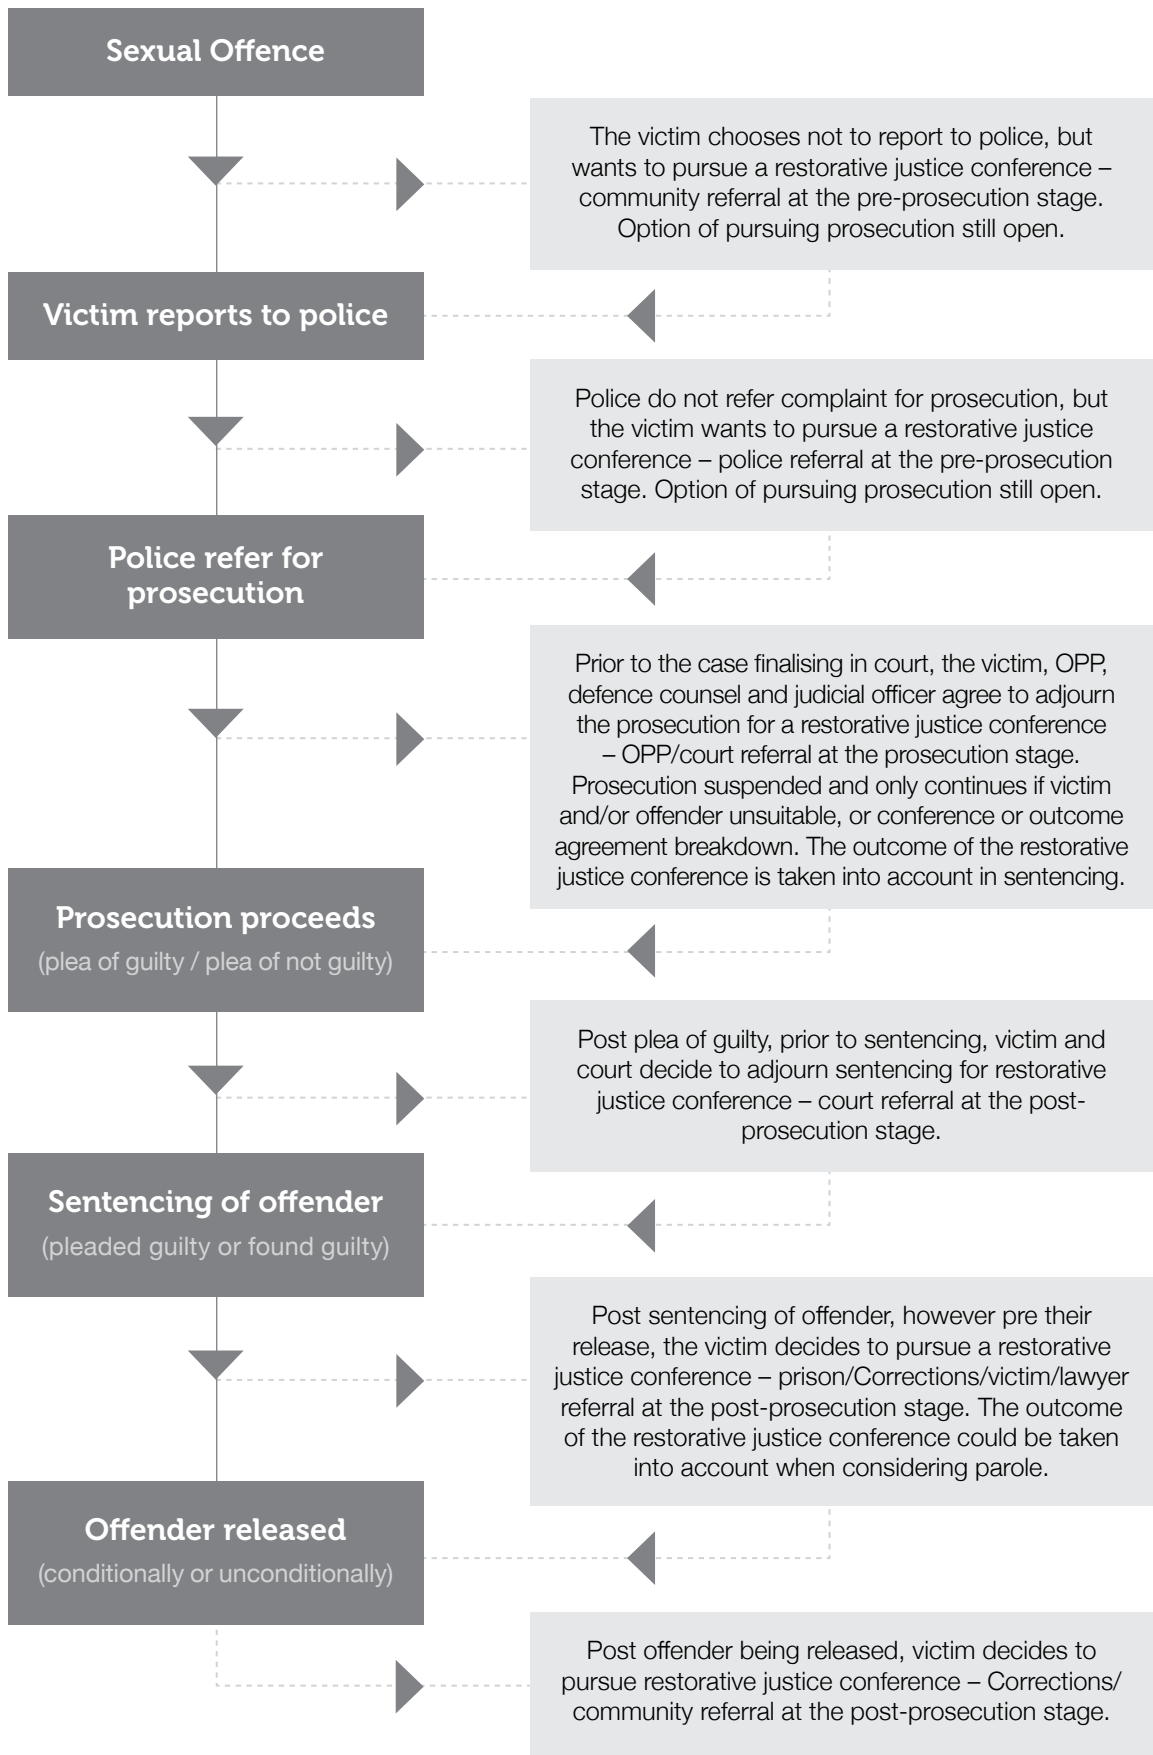 Sexual Offence
The victim chooses not to report to police, but
wants to pursue a restorative justice conference –
community referral at the pre-prosecution stage.
Option of pursuing prosecution still open.
Victim reports to police
Police do not refer complaint for prosecution, but
the victim wants to pursue a restorative justice
conference – police referral at the pre-prosecution
stage. Option of pursuing prosecution still open.
Police refer for
prosecution
Prior to the case finalising in court, the victim, OPP,
defence counsel and judicial officer agree to adjourn
the prosecution for a restorative justice conference
– OPP/court referral at the prosecution stage.
Prosecution suspended and only continues if victim
and/or offender unsuitable, or conference or outcome
agreement breakdown. The outcome of the restorative
justice conference is taken into account in sentencing.
Prosecution proceeds
(plea of guilty / plea of not guilty)
Post plea of guilty, prior to sentencing, victim and
court decide to adjourn sentencing for restorative
justice conference – court referral at the post-
prosecution stage.
Sentencing of offender
(pleaded guilty or found guilty)
Post sentencing of offender, however pre their
release, the victim decides to pursue a restorative
justice conference – prison/Corrections/victim/lawyer
referral at the post-prosecution stage. The outcome
of the restorative justice conference could be taken
into account when considering parole.
Offender released
(conditionally or unconditionally)
Post offender being released, victim decides to
pursue restorative justice conference – Corrections/
community referral at the post-prosecution stage.